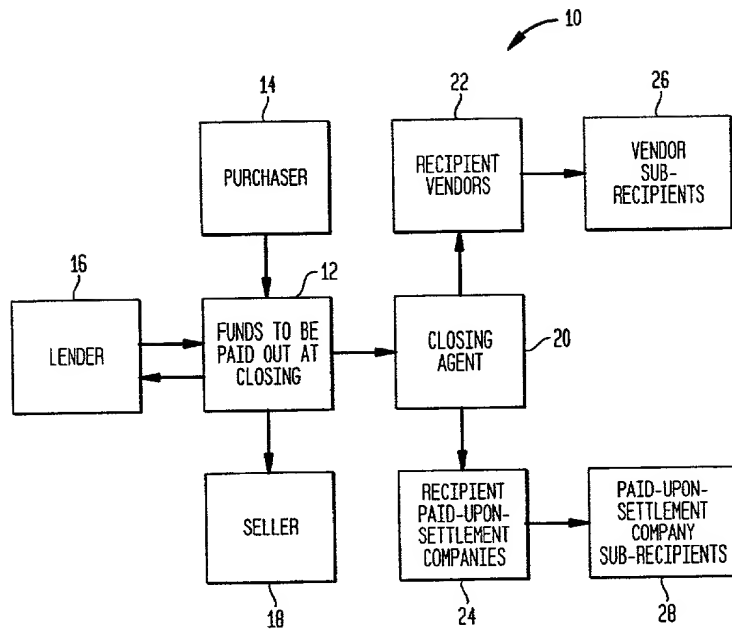 10
14
22
26
PURCHASER
RECIPIENT
VENDORS
VENDOR
SUB-
RECIPIENTS
16
12
LENDER
FUNDS TO BE
PAID OUT AT
CLOSING
CLOSING
AGENT
20
SELLER
RECIPIENT
PAID-UPON-
SETTLEMENT
COMPANIES
PAID-UPON-
SETTLEMENT
COMPANY
SUB-RECIPIENTS
18
24
28